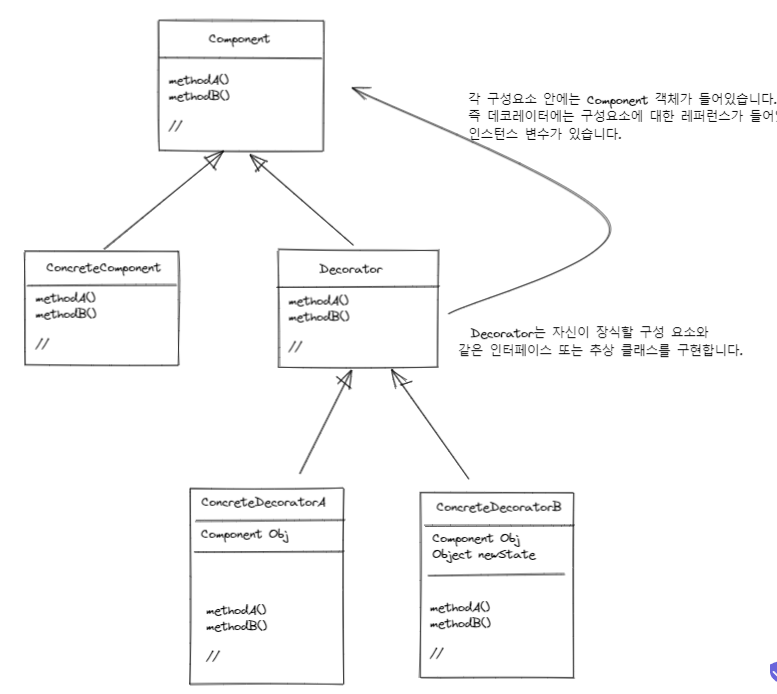 Component
methodA()
methodB()
//
각 구성요소 안에는 Component 객체가 들어있습니다.
즉 데코레이터에는 구성요소에 대한 레퍼런스가
인스턴스 변수가 있습니다.
ConcreteComponent
methodA()
methodB()
//
Decorator
methodA()
methodB()
//
Decorator는 자신이 장식할 구성 요소와
같은 인터페이스 또는 추상 클래스를 구현합니다.
ConcreteDecoratorA
Component Obj
methodA()
methodB()
//
ConcreteDecoratorB
Component Obj
Object newState
methodA()
methodB()
//